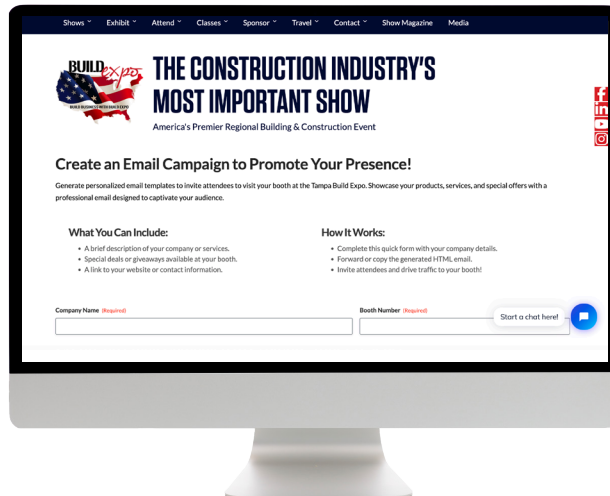 Shows Exhibit Attend Classes Sponsor Travel Contact Show Magazine Media
BUILD expo
BUILD BUSINESS WITH BUILD EXPO
THE CONSTRUCTION INDUSTRY'S
MOST IMPORTANT SHOW
America's Premier Regional Building & Construction Event
Create an Email Campaign to Promote Your Presence!
Generate personalized email templates to invite attendees to visit your booth at the Tampa Build Expo. Showcase your products, services, and special offers with a
professional email designed to captivate your audience.
What You Can Include:
• A brief description of your company or services.
• Special deals or giveaways available at your booth.
• A link to your website or contact information.
How It Works:
• Complete this quick form with your company details.
• Forward or copy the generated HTML email.
• Invite attendees and drive traffic to your booth!
Company Name (Required)
Booth Number (Required)
Start a chat here!